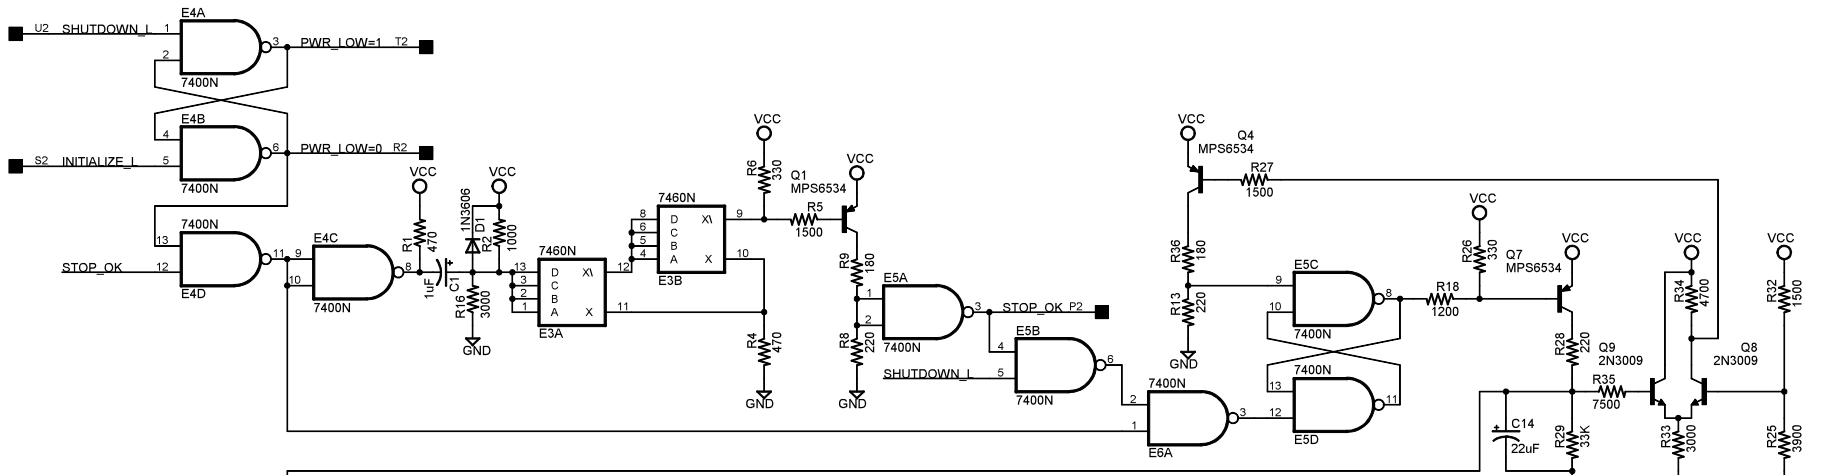 E4A
U2 SHUTDOWN_L 1
2
3 PWR_LOW=1 T2
7400N
E4B
4
S2 INITIALIZE_L 5
6 PWR_LOW=0 R2
7400N
7400N
13
STOP_OK 12
11
E4D
E4C
9
10
8
7400N
VCC
R1
470
1uF
+
C1
1N3606
D1
VCC
R2
1000
R16
3000
GND
7460N
13 D X\ 12
3 C
2 B
1 A X 11
E3A
7460N
8 D X\ 9
6 C
5 B
4 A X 10
E3B
VCC
R6
330
R4
470
GND
Q1
MPS6534
R5
1500
VCC
R9
180
R8
220
GND
E5A
1
2
3 STOP_OK P2
7400N
E5B
4
SHUTDOWN_L 5
6
7400N
7400N
2
1
3
E6A
VCC
Q4
MPS6534
R27
1500
R36
180
R13
220
GND
E5C
9
10
8
7400N
7400N
13
12
11
E5D
R18
1200
VCC
R26
330
Q7
MPS6534
VCC
R28
220
R35
7500
+
C14
22uF
R29
33K
Q9
2N3009
VCC
R34
4700
Q8
2N3009
R33
3000
VCC
R32
1500
R25
3900